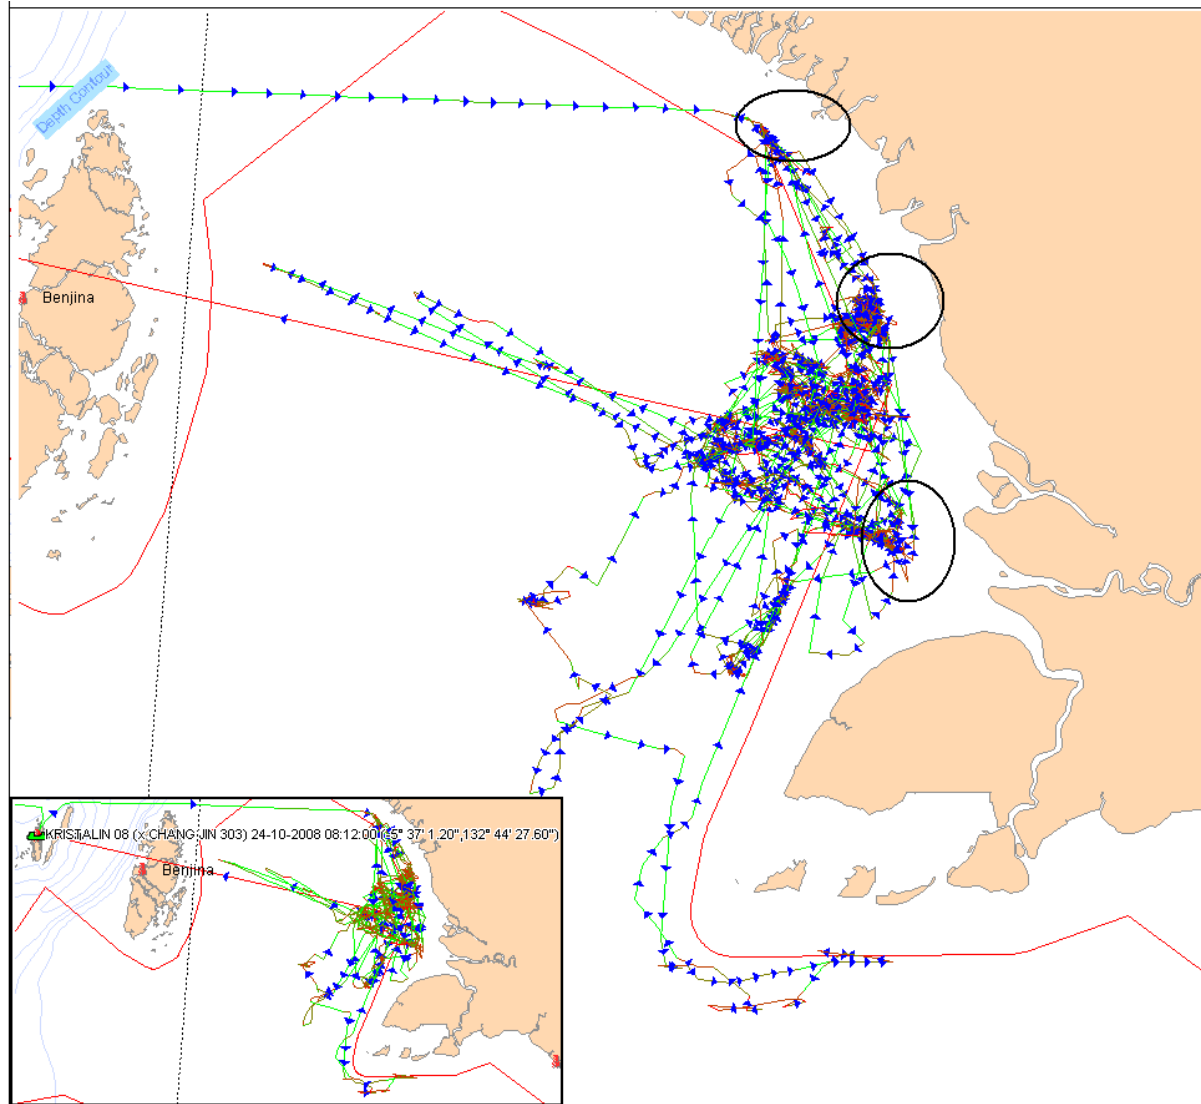 Depth Contour
Benjina
KRISTALIN 08 (x CHANG JIN 303) 24-10-2008 08:12:00 (-5° 37' 1.20",132° 44' 27.60")
Benjina